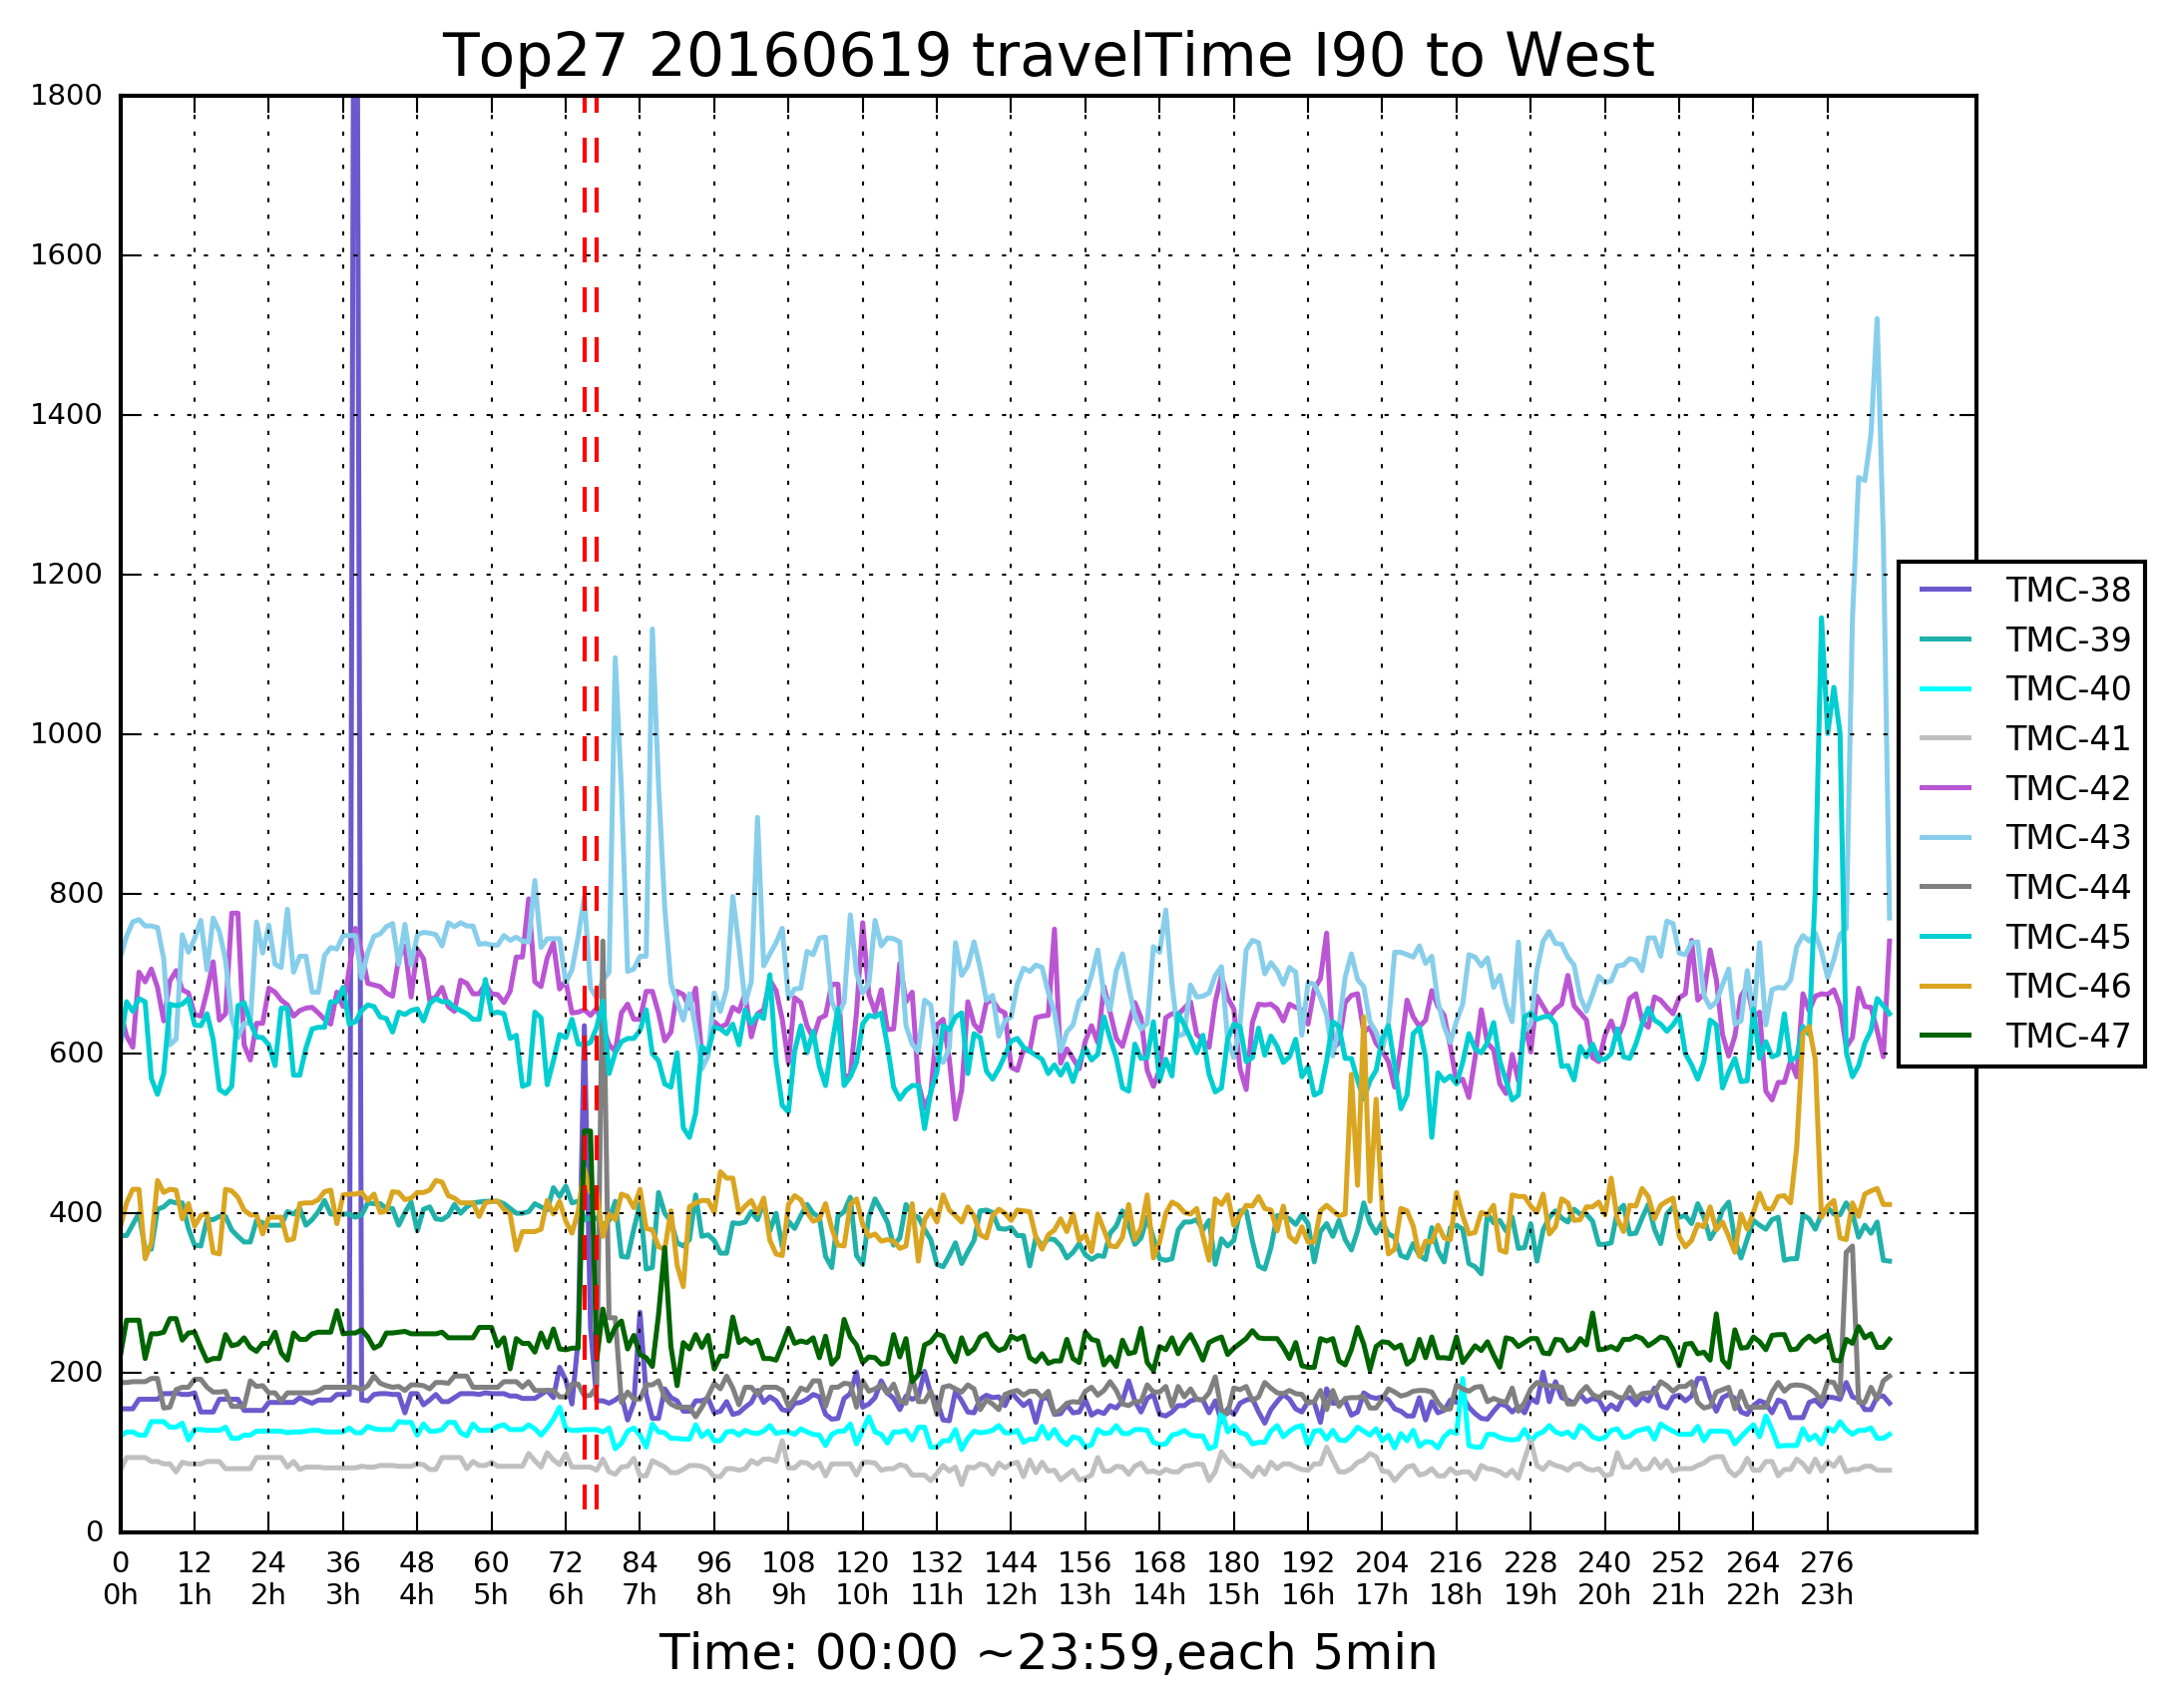 Top27 20160619 travelTime I90 to West
1800
1600
1400
1200
1000
800
600
400
200
0
TMC-38
TMC-39
TMC-40
TMC-41
TMC-42
TMC-43
TMC-44
TMC-45
TMC-46
TMC-47
0 12 24 36 48 60 72 84 96 108 120 132 144 156 168 180 192 204 216 228 240 252 264 276
0h 1h 2h 3h 4h 5h 6h 7h 8h 9h 10h 11h 12h 13h 14h 15h 16h 17h 18h 19h 20h 21h 22h 23h
Time: 00:00 ~23:59,each 5min